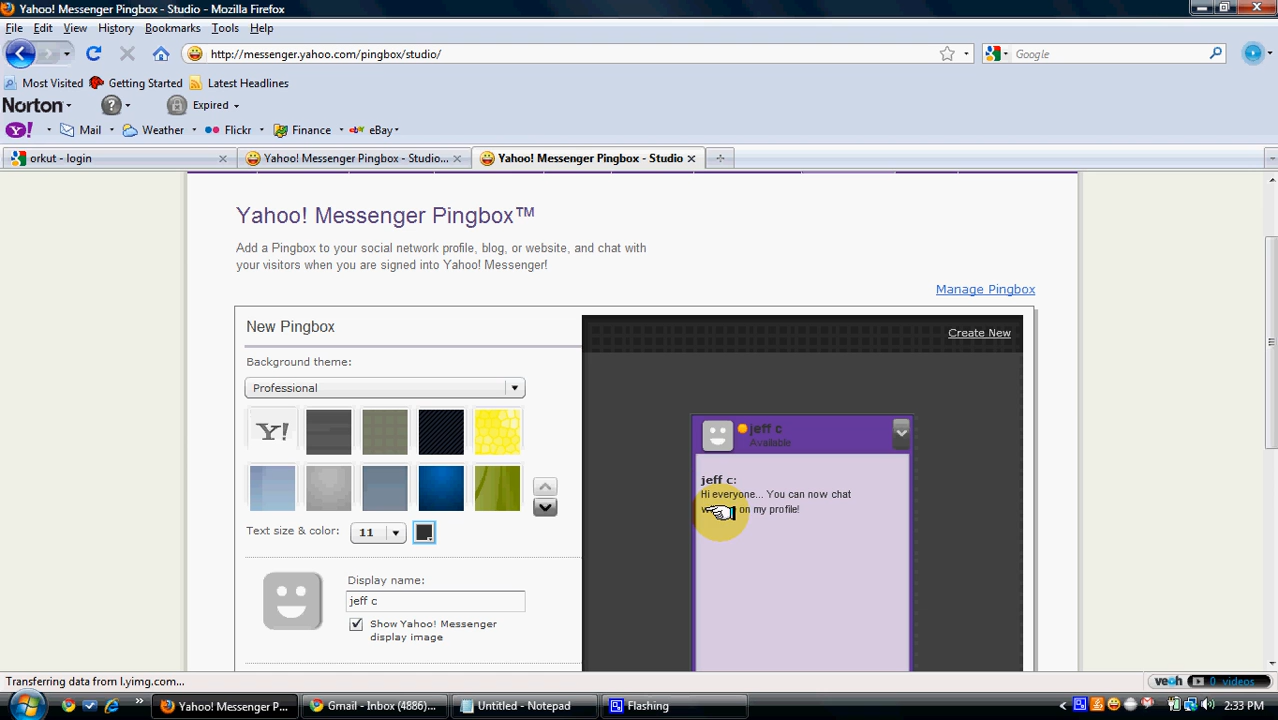 Yahoo! Messenger Pingbox - Studio - Mozilla Firefox
File Edit View History Bookmarks Tools Help
http://messenger.yahoo.com/pingbox/studio/
Google
Most Visited Getting Started Latest Headlines
Norton Expired
Y! Mail Weather Flickr Finance eBay
orkut - login
Yahoo! Messenger Pingbox - Studio...
Yahoo! Messenger Pingbox - Studio
Yahoo! Messenger Pingbox™
Add a Pingbox to your social network profile, blog, or website, and chat with
your visitors when you are signed into Yahoo! Messenger!
Manage Pingbox
New Pingbox
Create New
Background theme:
Professional
Y!
Text size & color: 11
Display name:
jeff c
Show Yahoo! Messenger
display image
jeff c
Available
jeff c:
Hi everyone... You can now chat
on my profile!
Transferring data from l.yimg.com...
veoh 0 videos
Yahoo! Messenger P...
Gmail - Inbox (4886)...
Untitled - Notepad
Flashing
2:33 PM